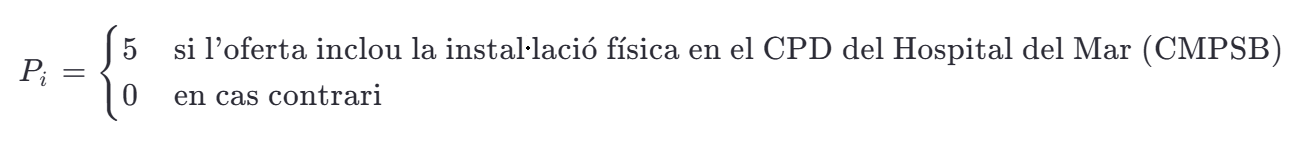 P_i = { 5 si l'oferta inclou la instal·lació física en el CPD del Hospital del Mar (CMPSB)
0 en cas contrari